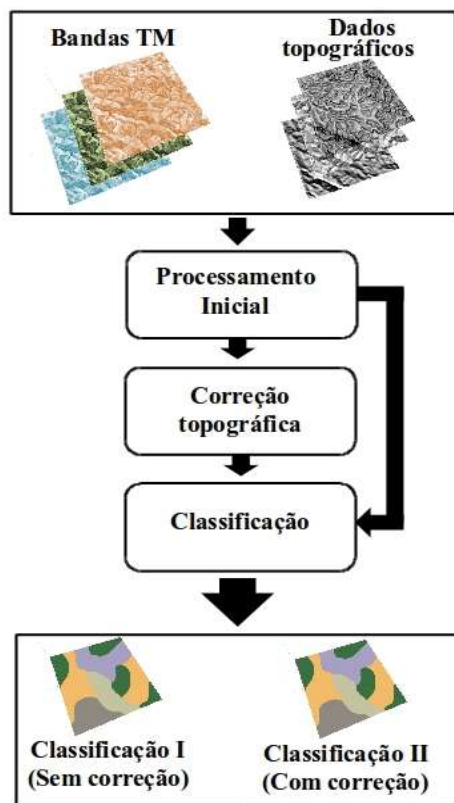 Bandas TM
Dados
topográficos
Processamento
Inicial
Correção
topográfica
Classificação
Classificação I
(Sem correção)
Classificação II
(Com correção)